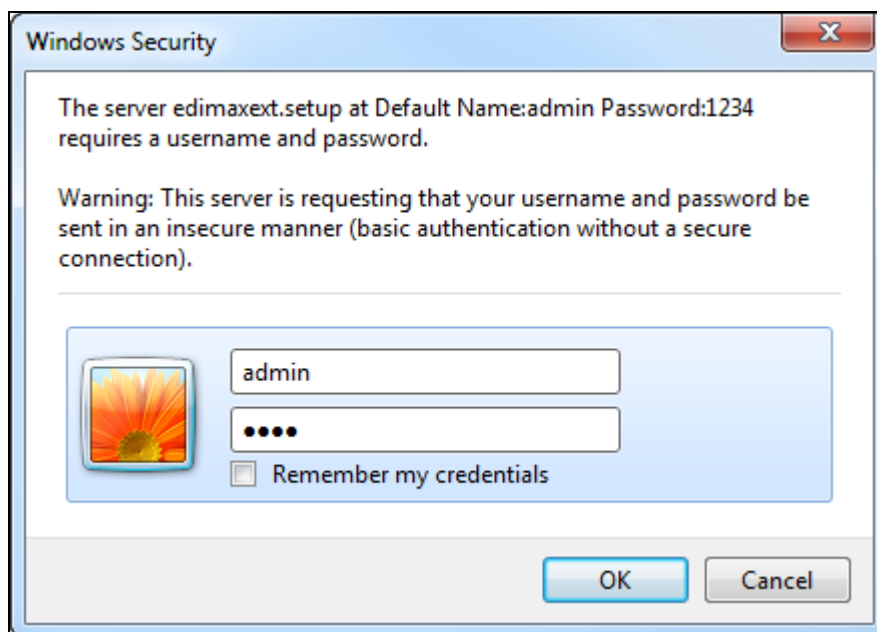 Windows Security
The server edimaxext.setup at Default Name:admin Password:1234
requires a username and password.
Warning: This server is requesting that your username and password be
sent in an insecure manner (basic authentication without a secure
connection).
admin
●●●●
Remember my credentials
OK Cancel